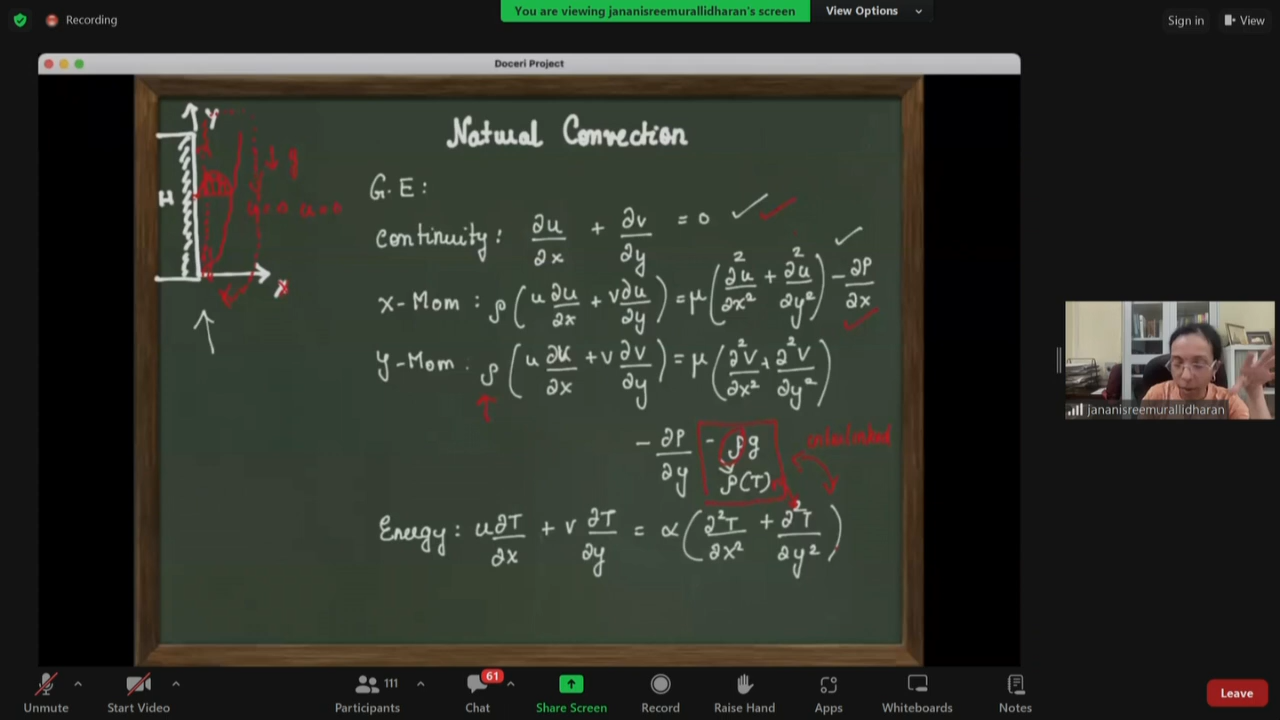 Recording
You are viewing jananisreemurallidharan's screen
View Options
Sign in
View
Doceri Project
Natural Convection
Y
g
H
X
G.E:
Continuity: ∂u/∂x + ∂v/∂y = 0
x-Mom: ρ(u ∂u/∂x + v ∂u/∂y) = μ(∂²u/∂x² + ∂²u/∂y²) - ∂P/∂x
y-Mom: ρ(u ∂v/∂x + v ∂v/∂y) = μ(∂²v/∂x² + ∂²v/∂y²)
- ∂P/∂y - ρg
ρ(T)
Energy: u ∂T/∂x + v ∂T/∂y = α(∂²T/∂x² + ∂²T/∂y²)
jananisreemurallidharan
Unmute
Start Video
111
Participants
61
Chat
Share Screen
Record
Raise Hand
Apps
Whiteboards
Notes
Leave